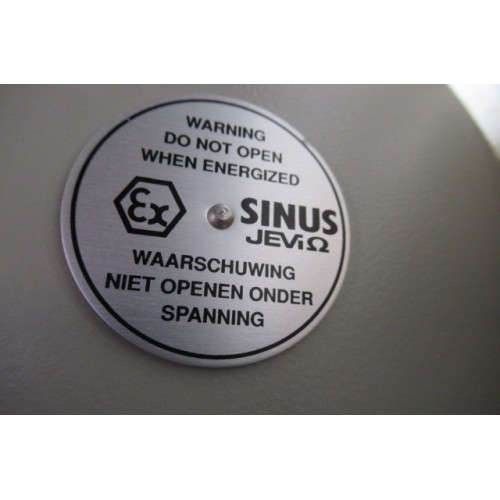 WARNING
DO NOT OPEN
WHEN ENERGIZED
Ex
SINUS
JEVi Ω
WAARSCHUWING
NIET OPENEN ONDER
SPANNING